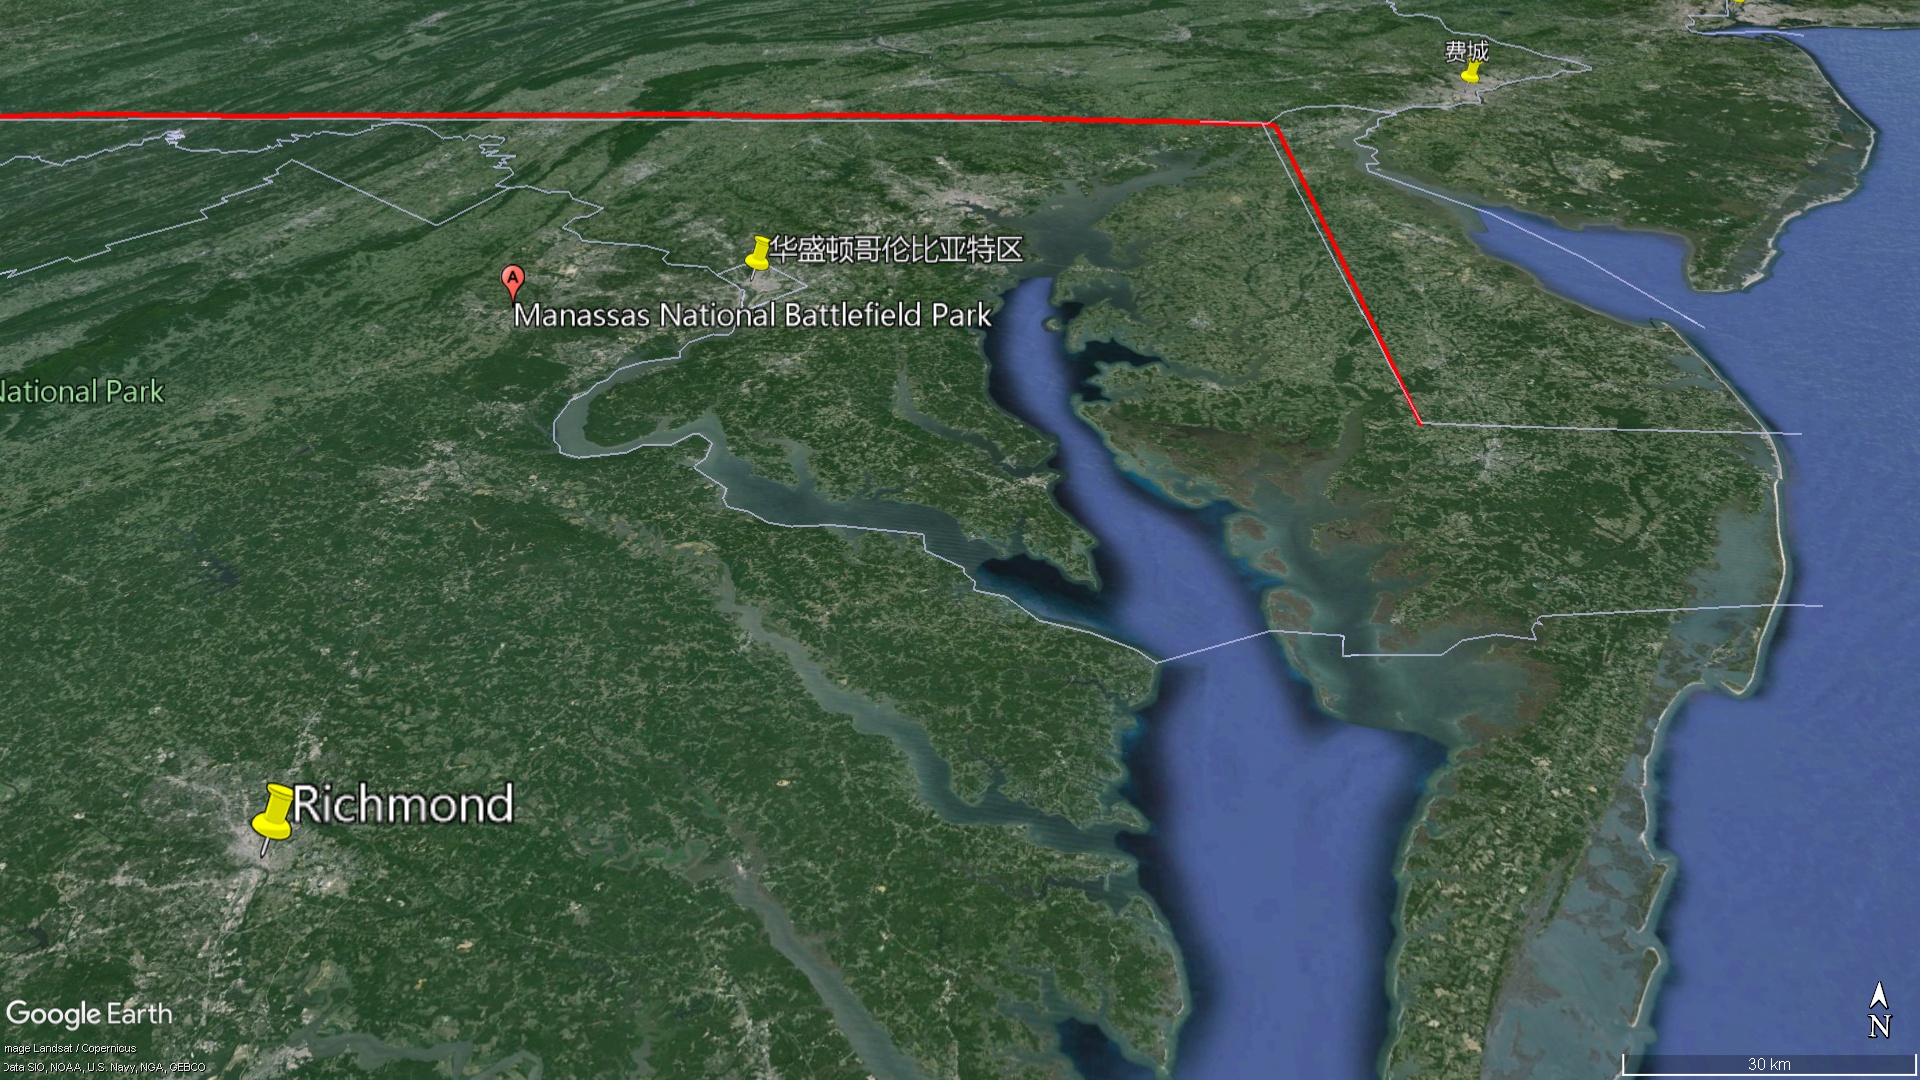 费城
华盛顿哥伦比亚特区
Manassas National Battlefield Park
National Park
Richmond
Google Earth
mage Landsat / Copernicus
Data SIO, NOAA, U.S. Navy, NGA, GEBCO
A
N
30 km